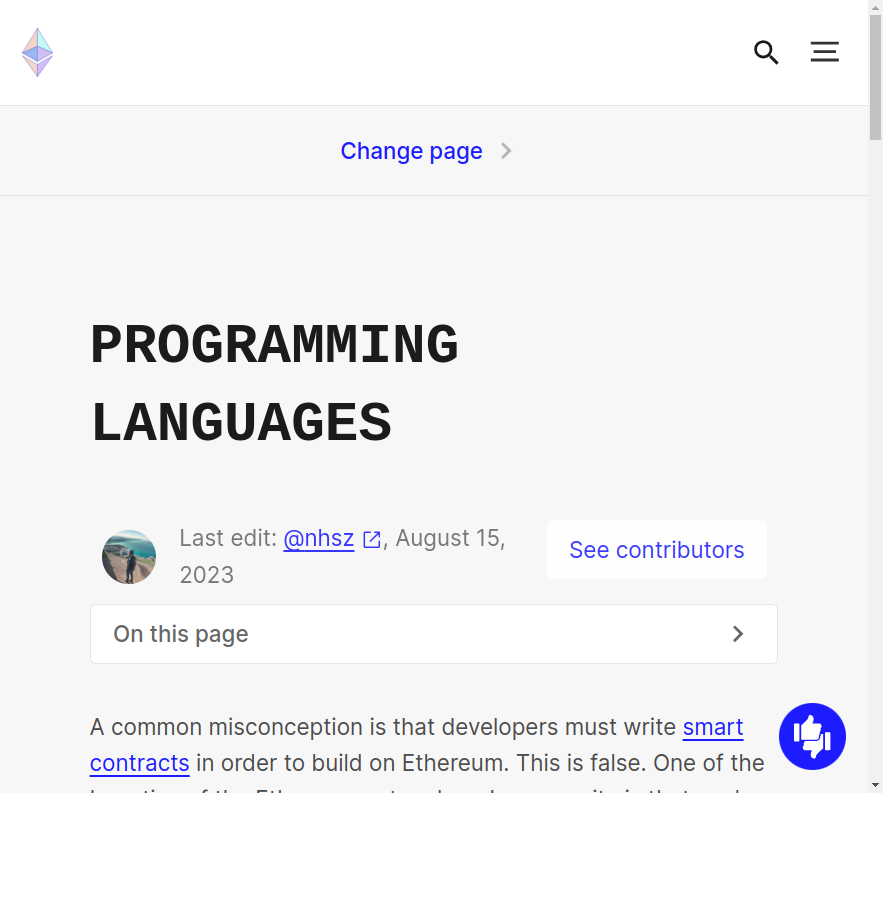 Change page
PROGRAMMING
LANGUAGES
Last edit: @nhsz , August 15,
2023
See contributors
On this page
A common misconception is that developers must write smart
contracts in order to build on Ethereum. This is false. One of the